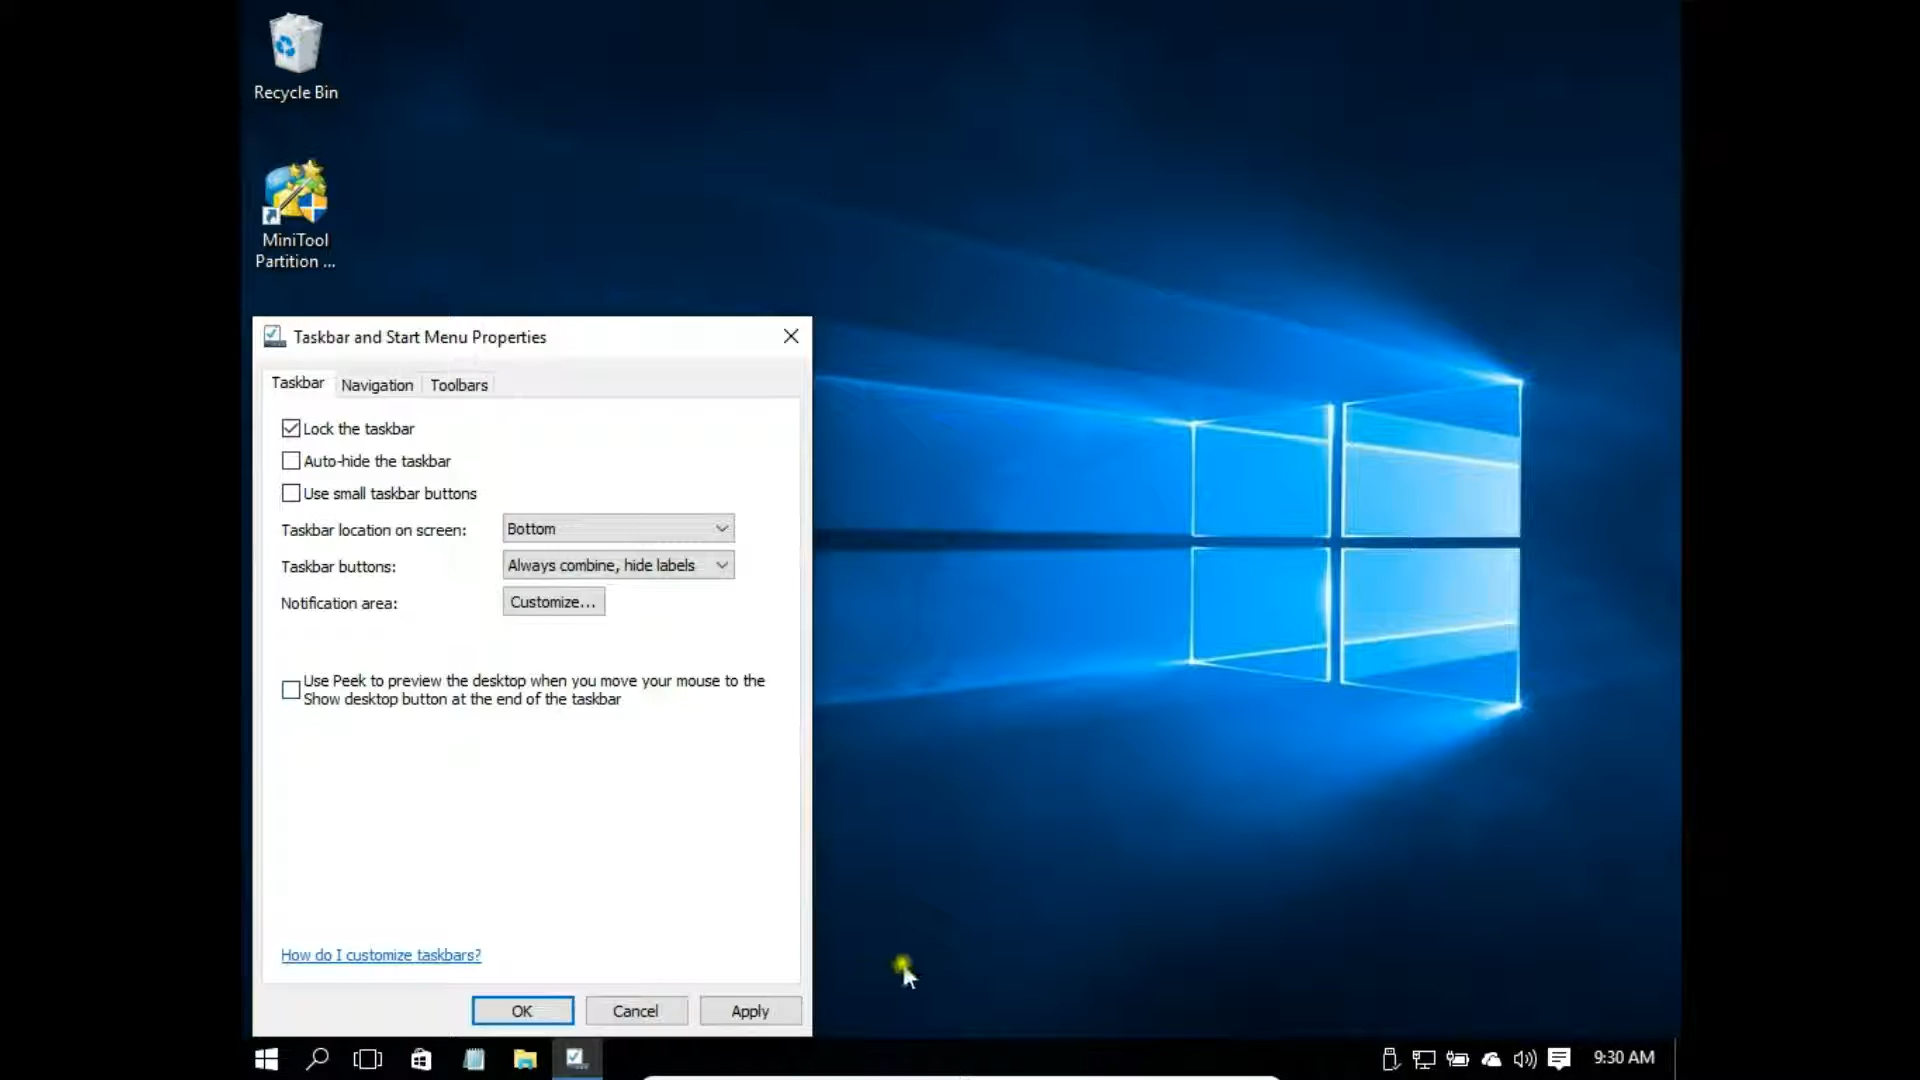 Recycle Bin
MiniTool
Partition ...
Taskbar and Start Menu Properties
Taskbar Navigation Toolbars
Lock the taskbar
Auto-hide the taskbar
Use small taskbar buttons
Taskbar location on screen: Bottom
Taskbar buttons: Always combine, hide labels
Notification area: Customize...
Use Peek to preview the desktop when you move your mouse to the
Show desktop button at the end of the taskbar
How do I customize taskbars?
OK Cancel Apply
9:30 AM